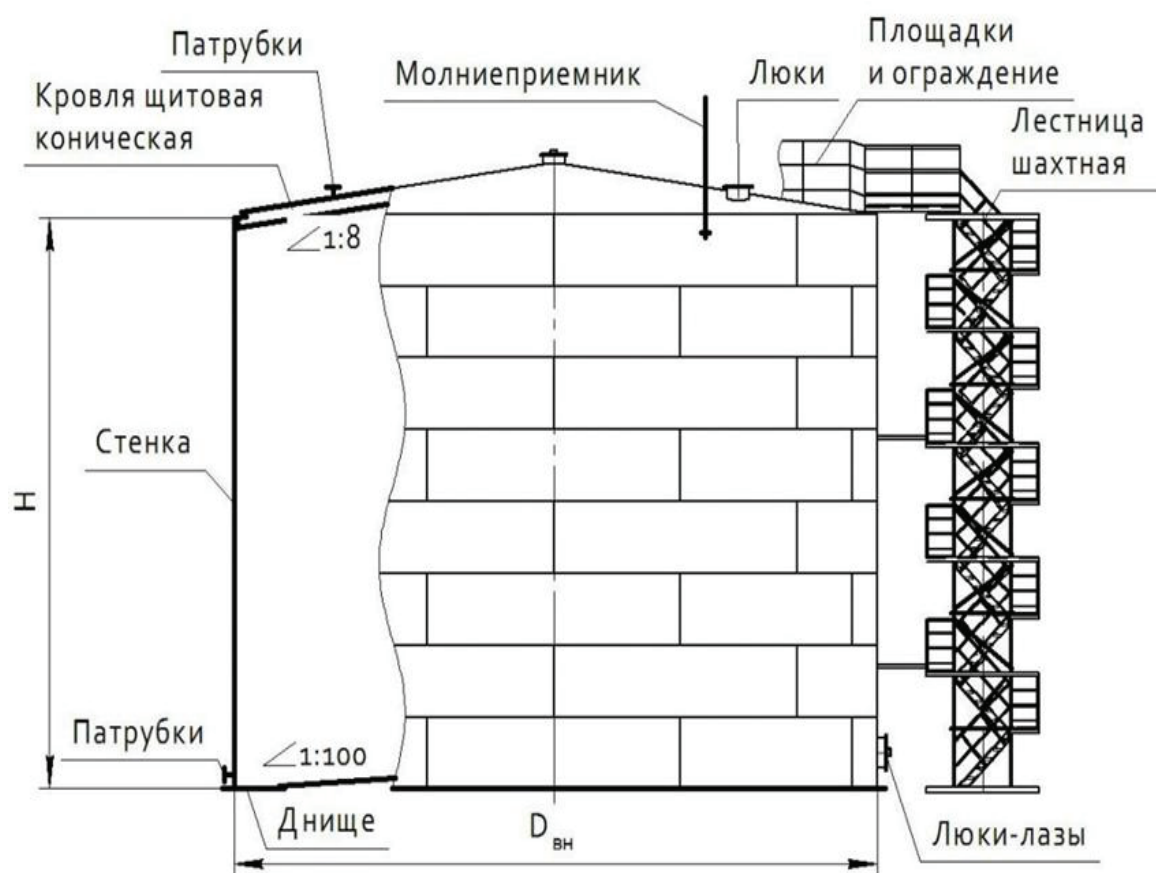 Патрубки
Площадки
и ограждение
Молниеприемник
Люки
Кровля щитовая
коническая
Лестница
шахтная
1:8
Стенка
H
Патрубки
1:100
Днище
Dвн
Люки-лазы